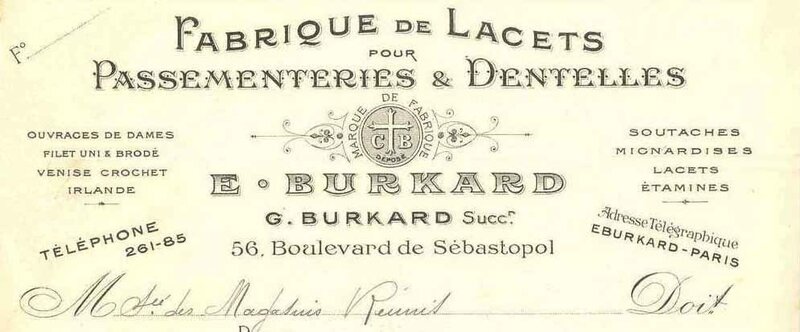 Fº
FABRIQUE DE LACETS
POUR
PASSEMENTERIES & DENTELLES
MARQUE DE FABRIQUE
C B
DÉPOSÉ
OUVRAGES DE DAMES
FILET UNI & BRODÉ
VENISE CROCHET
IRLANDE
SOUTACHES
MIGNARDISES
LACETS
ÉTAMINES
E. BURKARD
G. BURKARD Succr
56, Boulevard de Sébastopol
TÉLÉPHONE
261-85
Adresse Télégraphique
EBURKARD-PARIS
M Sté des Magasins Réunis Doit